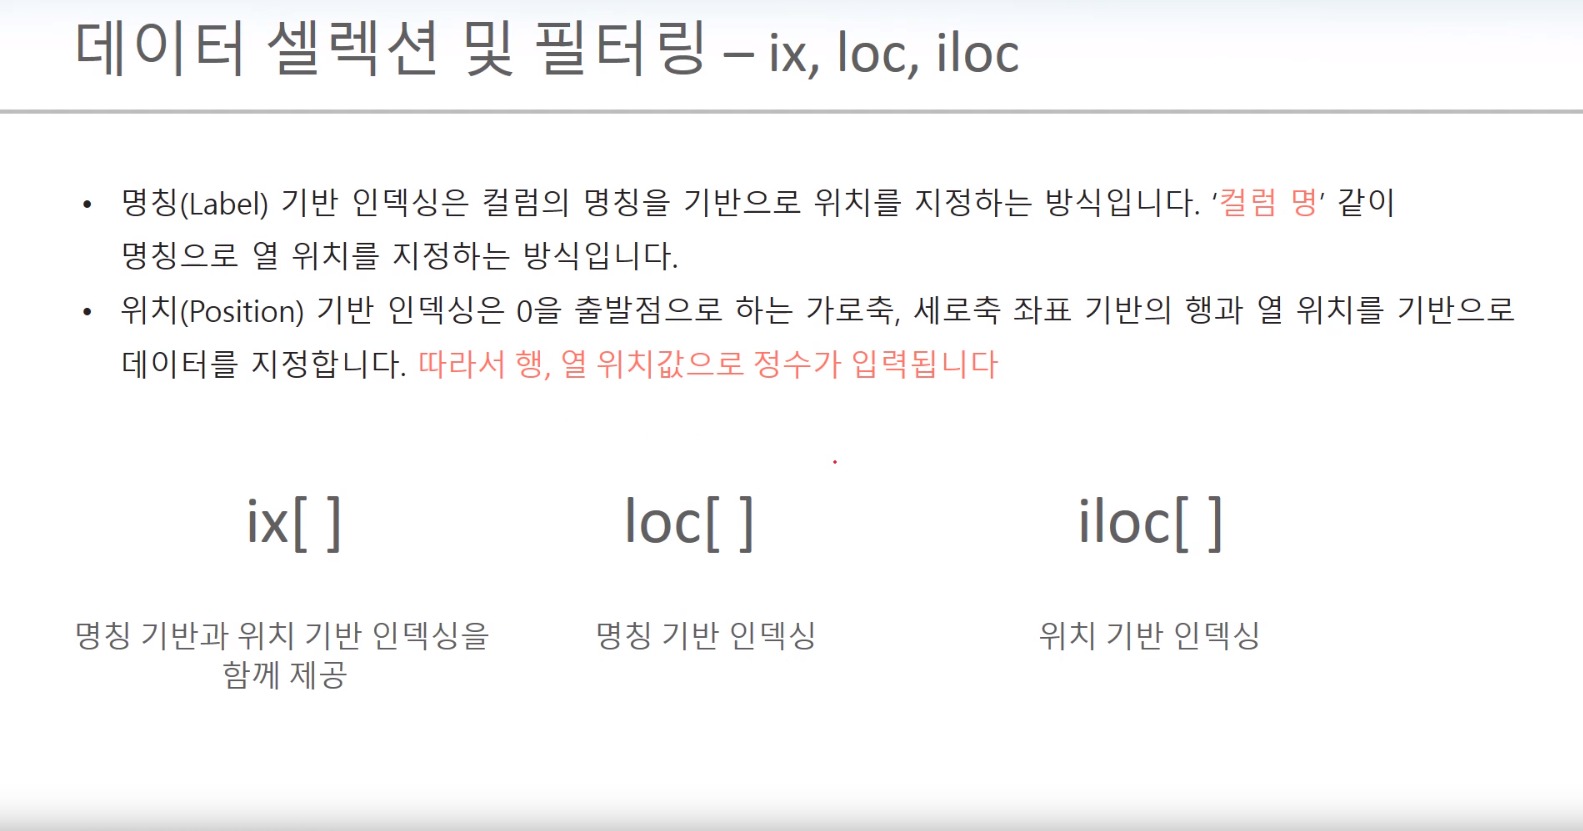 데이터 셀렉션 및 필터링 – ix, loc, iloc
• 명칭(Label) 기반 인덱싱은 컬럼의 명칭을 기반으로 위치를 지정하는 방식입니다. ‘컬럼 명’ 같이
명칭으로 열 위치를 지정하는 방식입니다.
• 위치(Position) 기반 인덱싱은 0을 출발점으로 하는 가로축, 세로축 좌표 기반의 행과 열 위치를 기반으로
데이터를 지정합니다. 따라서 행, 열 위치값으로 정수가 입력됩니다
ix[ ]
명칭 기반과 위치 기반 인덱싱을
함께 제공
loc[ ]
명칭 기반 인덱싱
iloc[ ]
위치 기반 인덱싱